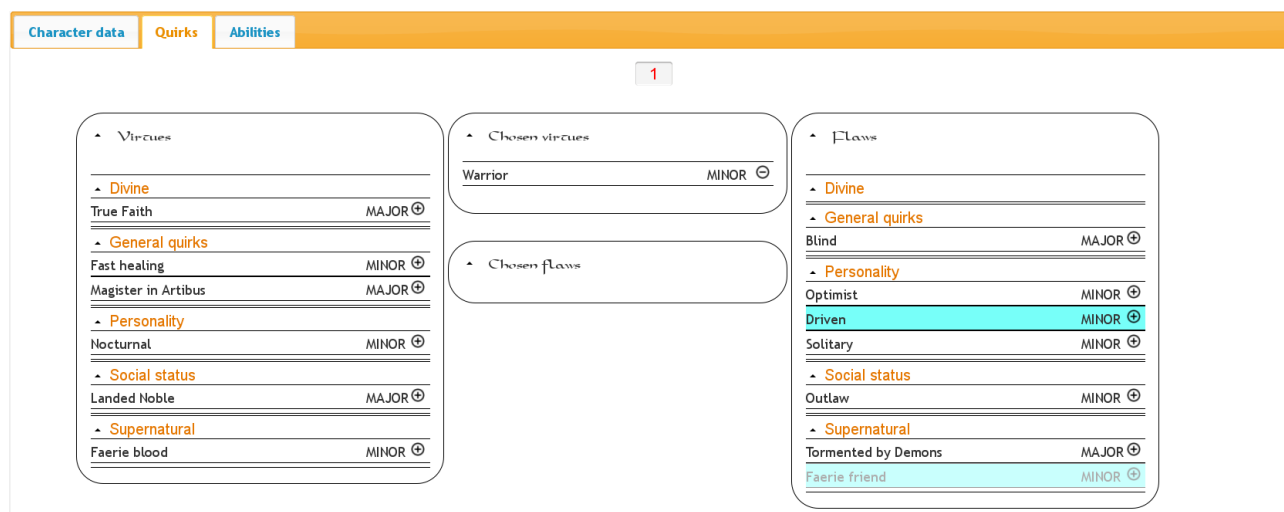 Character data Quirks Abilities
1
Virtues
Divine
True Faith MAJOR
General quirks
Fast healing MINOR
Magister in Artibus MAJOR
Personality
Nocturnal MINOR
Social status
Landed Noble MAJOR
Supernatural
Faerie blood MINOR
Chosen virtues
Warrior MINOR
Chosen flaws
Flaws
Divine
General quirks
Blind MAJOR
Personality
Optimist MINOR
Driven MINOR
Solitary MINOR
Social status
Outlaw MINOR
Supernatural
Tormented by Demons MAJOR
Faerie friend MINOR